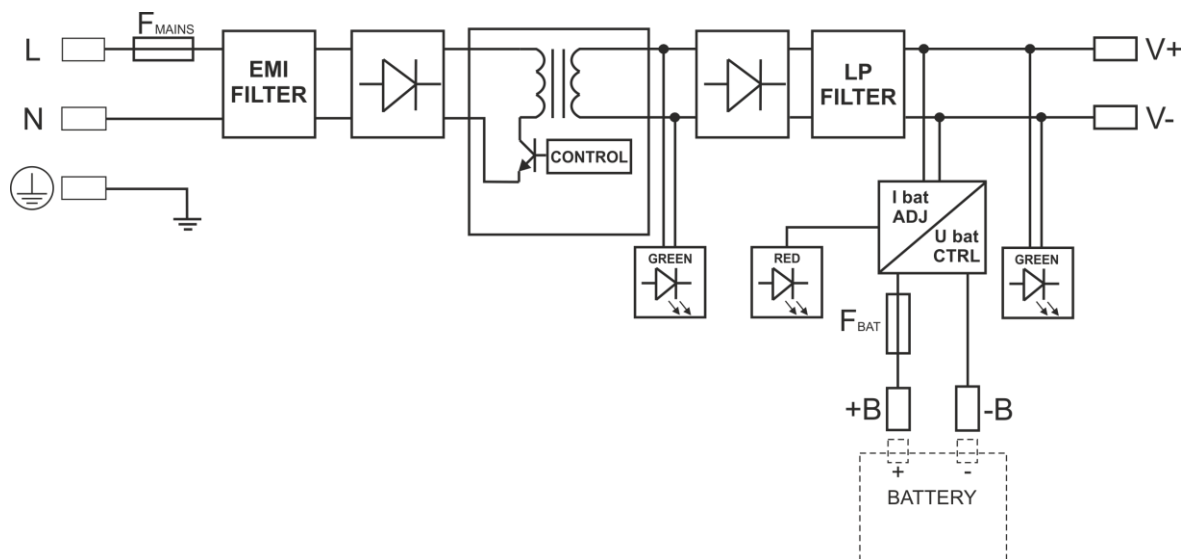 F MAINS
L
EMI
FILTER
LP
FILTER
V+
N
V-
CONTROL
I bat
ADJ
U bat
CTRL
GREEN
RED
GREEN
F BAT
+B
-B
+ -
BATTERY